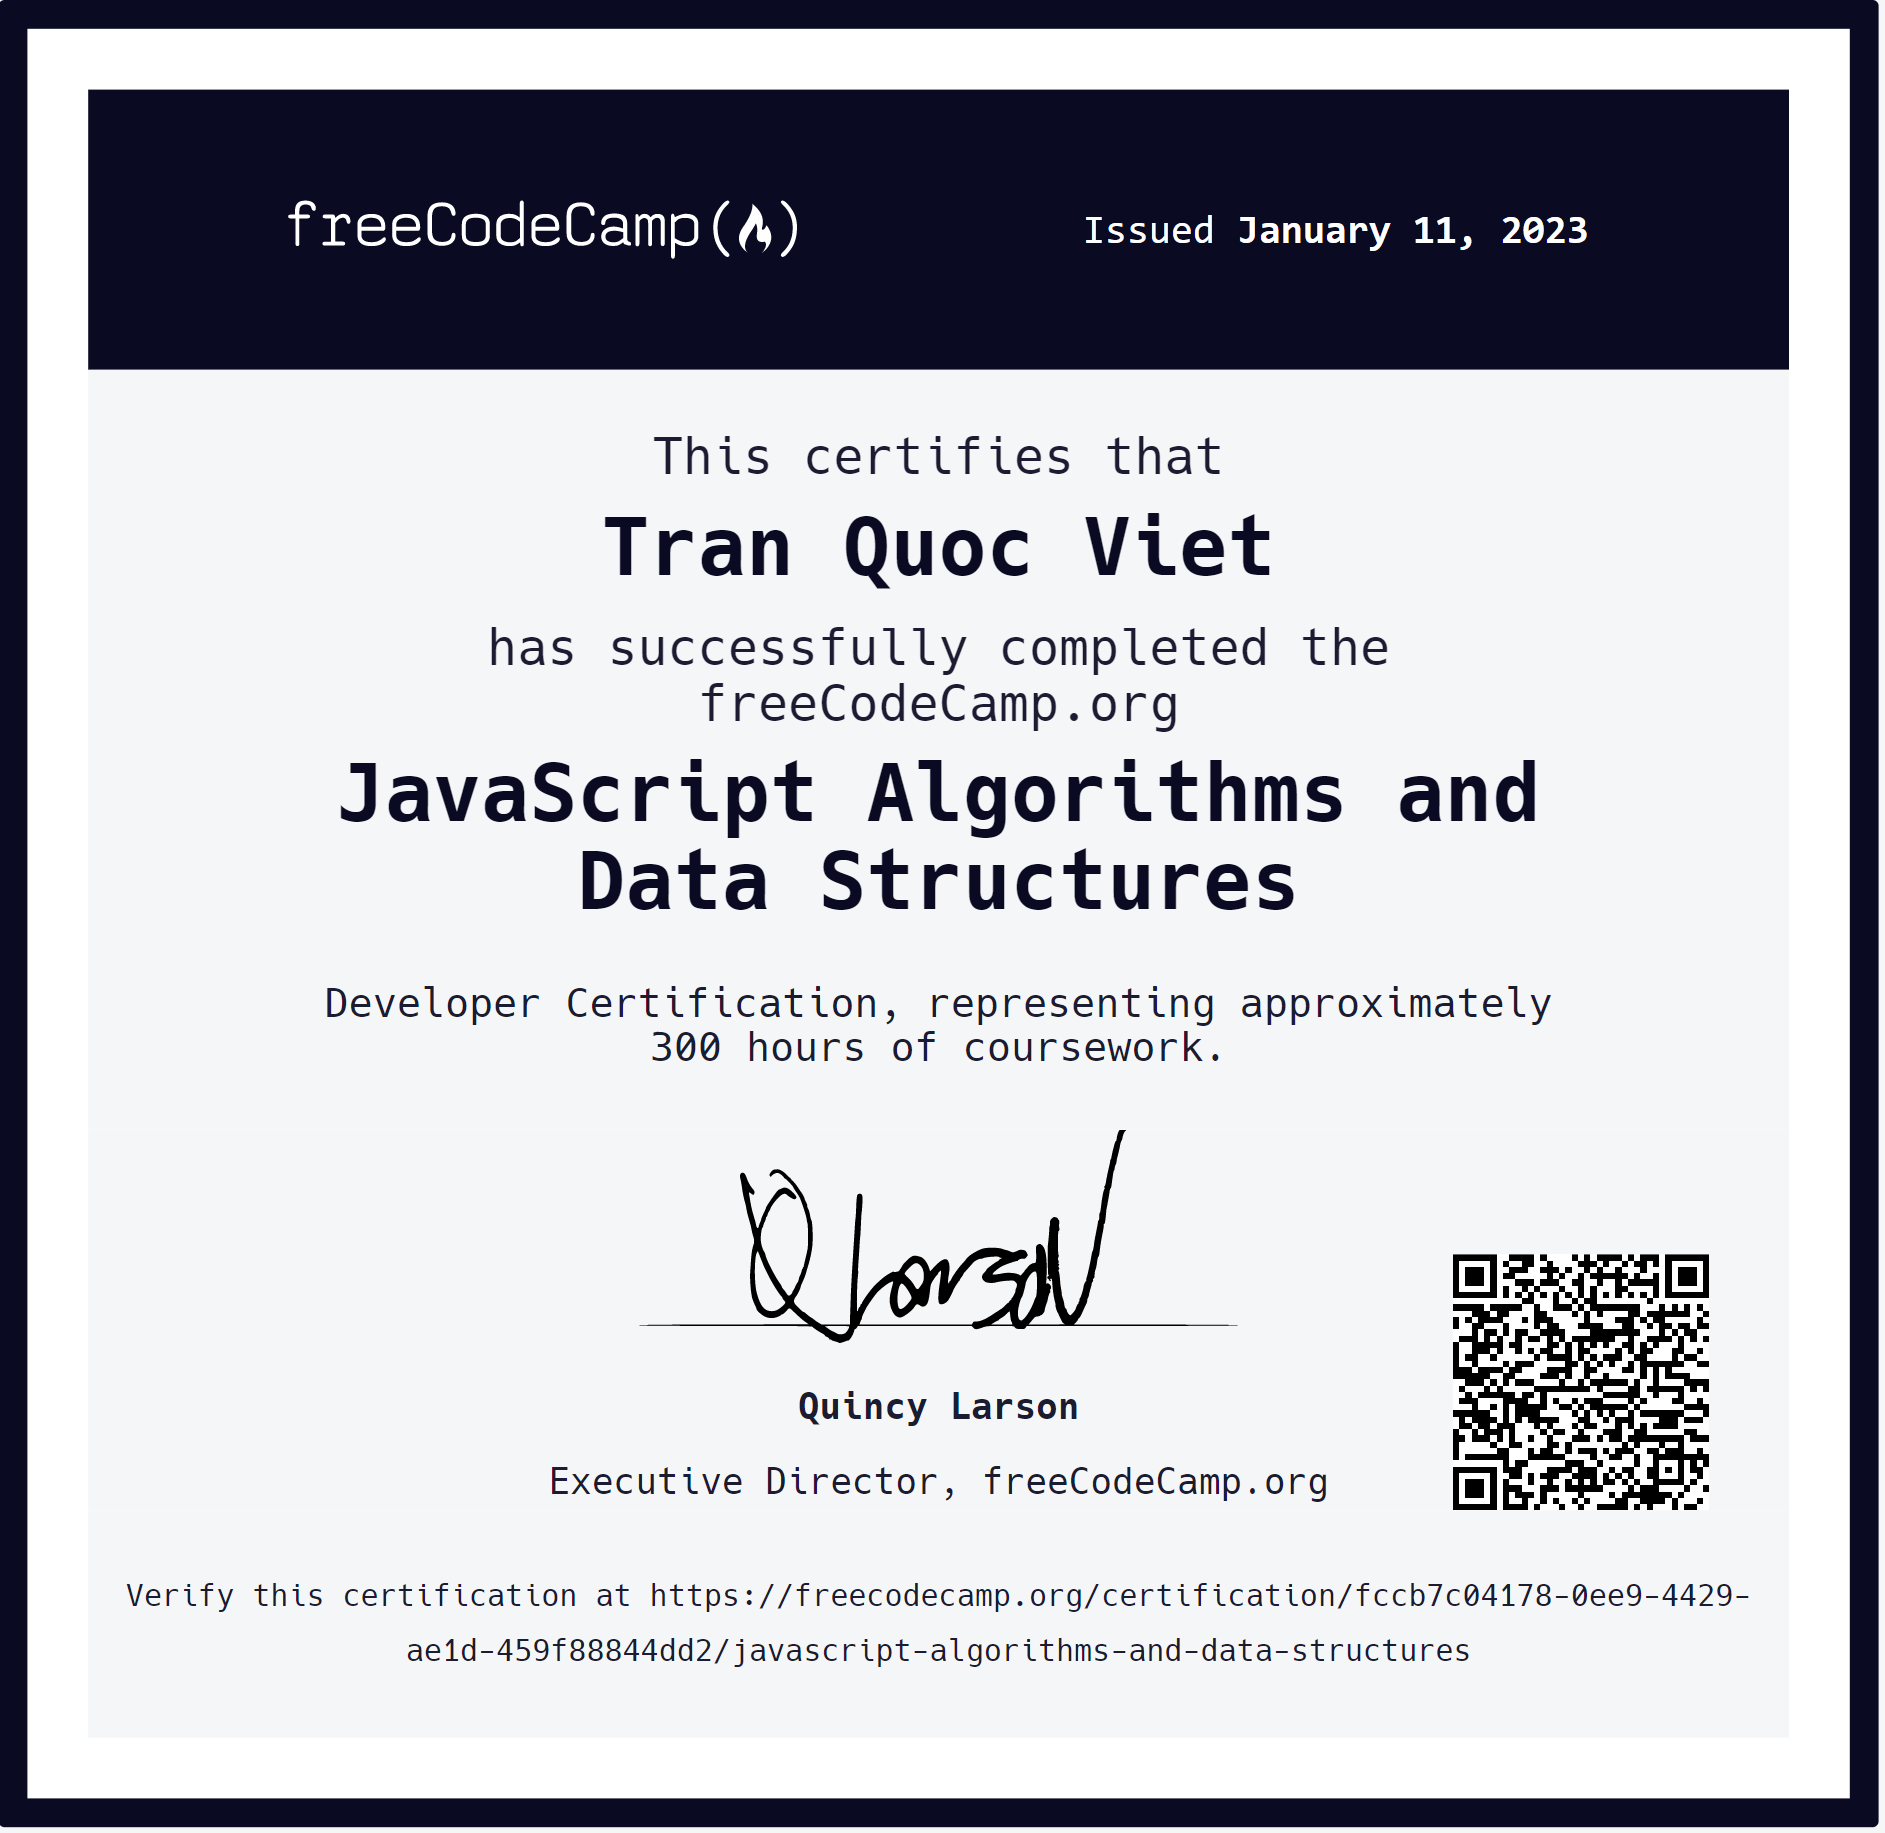 freeCodeCamp(🔥)
Issued January 11, 2023
This certifies that
Tran Quoc Viet
has successfully completed the
freeCodeCamp.org
JavaScript Algorithms and
Data Structures
Developer Certification, representing approximately
300 hours of coursework.
Quincy Larson
Executive Director, freeCodeCamp.org
Verify this certification at https://freecodecamp.org/certification/fccb7c04178-0ee9-4429-
ae1d-459f88844dd2/javascript-algorithms-and-data-structures